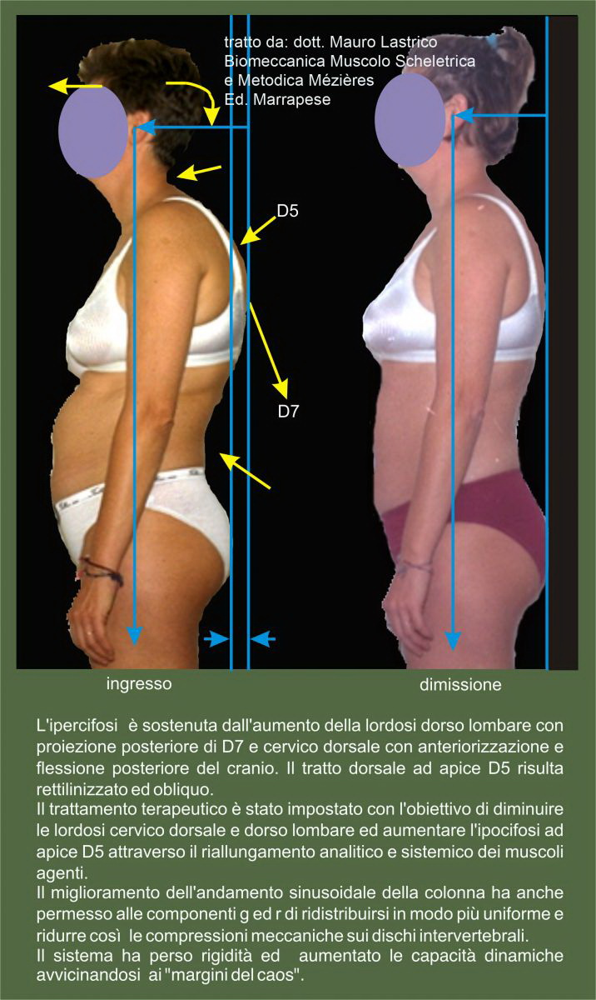 tratto da: dott. Mauro Lastrico
Biomeccanica Muscolo Scheletrica
e Metodica Mézières
Ed. Marrapese
D5
D7
ingresso
dimissione
L'ipercifosi è sostenuta dall'aumento della lordosi dorso lombare con
proiezione posteriore di D7 e cervico dorsale con anteriorizzazione e
flessione posteriore del cranio. Il tratto dorsale ad apice D5 risulta
rettilinizzato ed obliquo.
Il trattamento terapeutico è stato impostato con l'obiettivo di diminuire
le lordosi cervico dorsale e dorso lombare ed aumentare l'ipocifosi ad
apice D5 attraverso il riallungamento analitico e sistemico dei muscoli
agenti.
Il miglioramento dell'andamento sinusoidale della colonna ha anche
permesso alle componenti g ed r di ridistribuirsi in modo più uniforme e
ridurre così le compressioni meccaniche sui dischi intervertebrali.
Il sistema ha perso rigidità ed aumentato le capacità dinamiche
avvicinandosi ai "margini del caos".